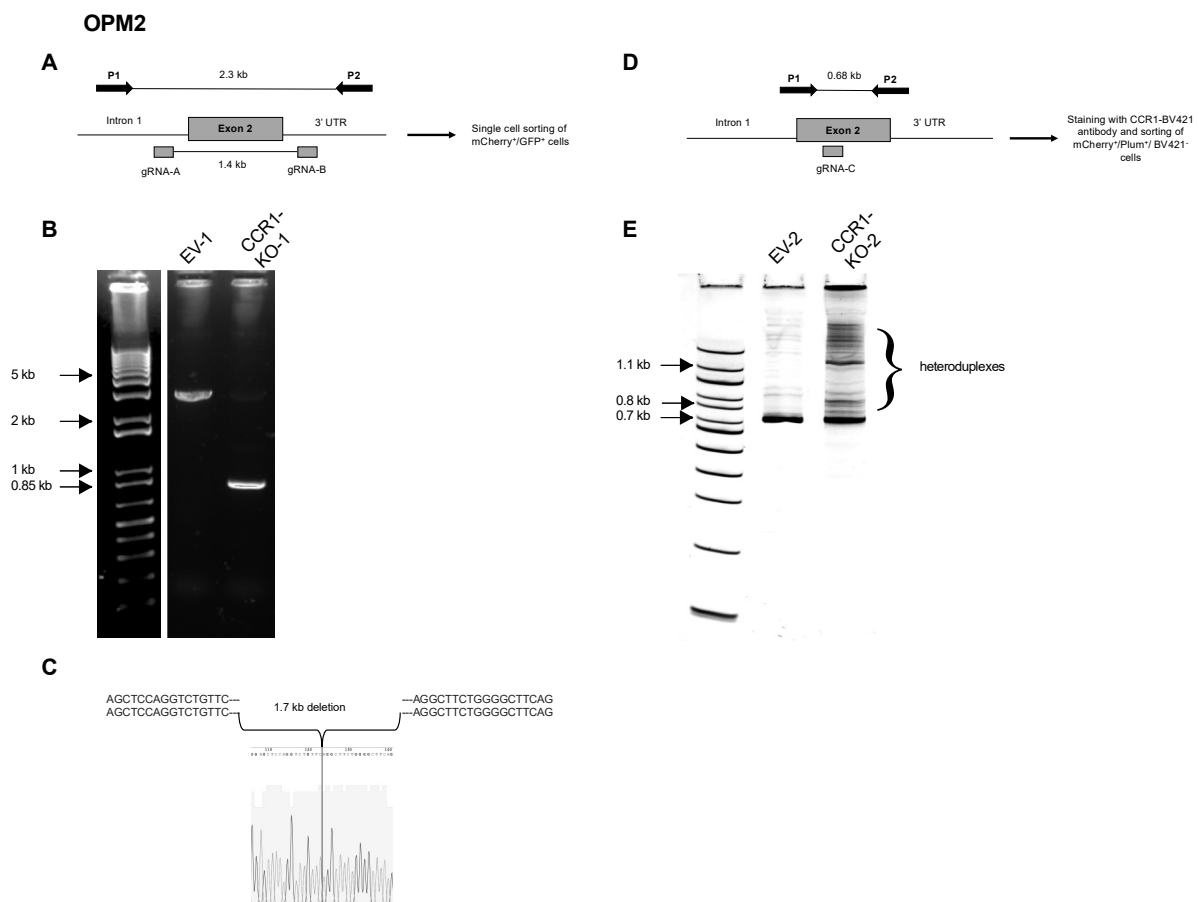 OPM2
A
P1
2.3 kb
P2
Intron 1
Exon 2
3' UTR
gRNA-A
1.4 kb
gRNA-B
Single cell sorting of
mCherry⁺/GFP⁺ cells
B
EV-1
CCR1-
KO-1
5 kb
2 kb
1 kb
0.85 kb
C
AGCTCCAGGTCTGTTC---
AGCTCCAGGTCTGTTC---
1.7 kb deletion
---AGGCTTCTGGGGCTTCAG
---AGGCTTCTGGGGCTTCAG
D
P1
0.68 kb
P2
Intron 1
Exon 2
3' UTR
gRNA-C
Staining with CCR1-BV421
antibody and sorting of
mCherry⁺/Plum⁺/ BV421⁻
cells
E
EV-2
CCR1-
KO-2
1.1 kb
0.8 kb
0.7 kb
heteroduplexes